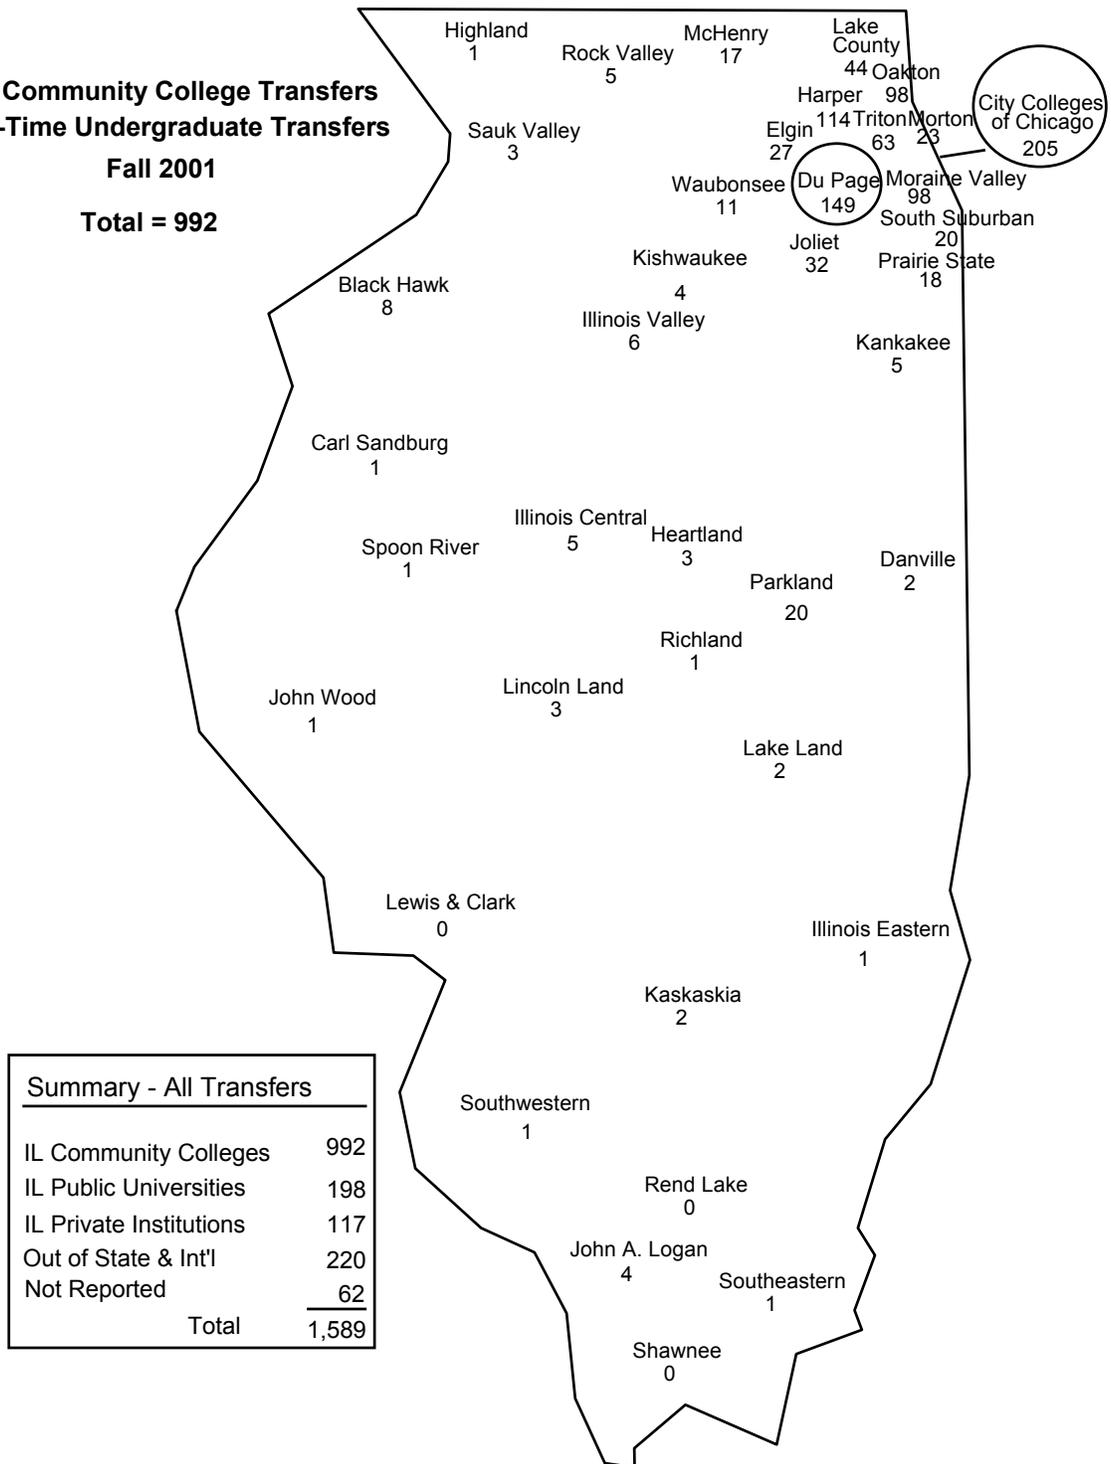 Community College Transfers
-Time Undergraduate Transfers
Fall 2001
Total = 992
Highland
1
Rock Valley
5
McHenry
17
Lake
County
44
Oakton
98
Harper
114
Triton
63
Morton
23
City Colleges
of Chicago
205
Elgin
27
Sauk Valley
3
Waubonsee
11
Du Page
149
Moraine Valley
98
South Suburban
20
Joliet
32
Prairie State
18
Kishwaukee
4
Black Hawk
8
Illinois Valley
6
Kankakee
5
Carl Sandburg
1
Illinois Central
5
Heartland
3
Spoon River
1
Danville
2
Parkland
20
Richland
1
Lincoln Land
3
John Wood
1
Lake Land
2
Lewis & Clark
0
Illinois Eastern
1
Kaskaskia
2
Southwestern
1
Rend Lake
0
John A. Logan
4
Southeastern
1
Shawnee
0
Summary - All Transfers
IL Community Colleges 992
IL Public Universities 198
IL Private Institutions 117
Out of State & Int'l 220
Not Reported 62
Total 1,589